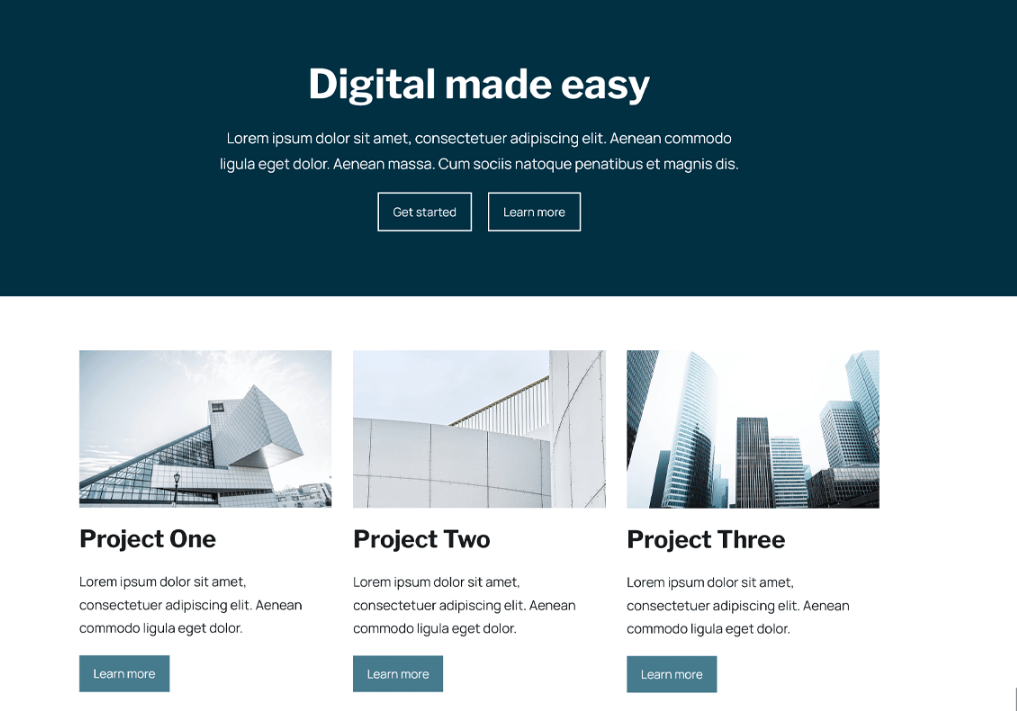 Digital made easy
Lorem ipsum dolor sit amet, consectetuer adipiscing elit. Aenean commodo
ligula eget dolor. Aenean massa. Cum sociis natoque penatibus et magnis dis.
Get started
Learn more
Project One
Lorem ipsum dolor sit amet,
consectetuer adipiscing elit. Aenean
commodo ligula eget dolor.
Learn more
Project Two
Lorem ipsum dolor sit amet,
consectetuer adipiscing elit. Aenean
commodo ligula eget dolor.
Learn more
Project Three
Lorem ipsum dolor sit amet,
consectetuer adipiscing elit. Aenean
commodo ligula eget dolor.
Learn more